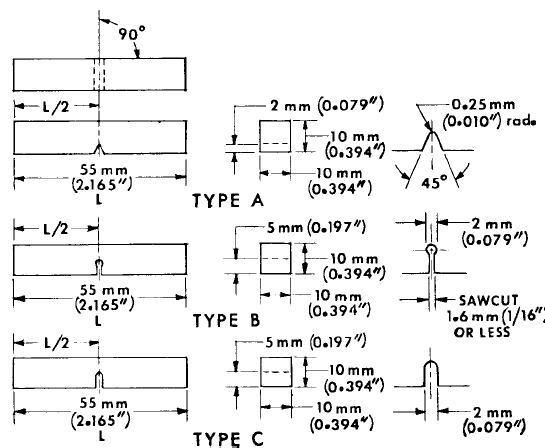 90°
L/2
2 mm (0.079")
0.25 mm
(0.010") rad.
10 mm
(0.394")
55 mm
(2.165")
L
10 mm
(0.394")
45°
TYPE A
L/2
5 mm (0.197")
2 mm
(0.079")
10 mm
(0.394")
55 mm
(2.165")
L
10 mm
(0.394")
SAWCUT
1.6 mm (1/16")
OR LESS
TYPE B
L/2
5 mm (0.197")
10 mm
(0.394")
55 mm
(2.165")
L
10 mm
(0.394")
2 mm
(0.079")
TYPE C